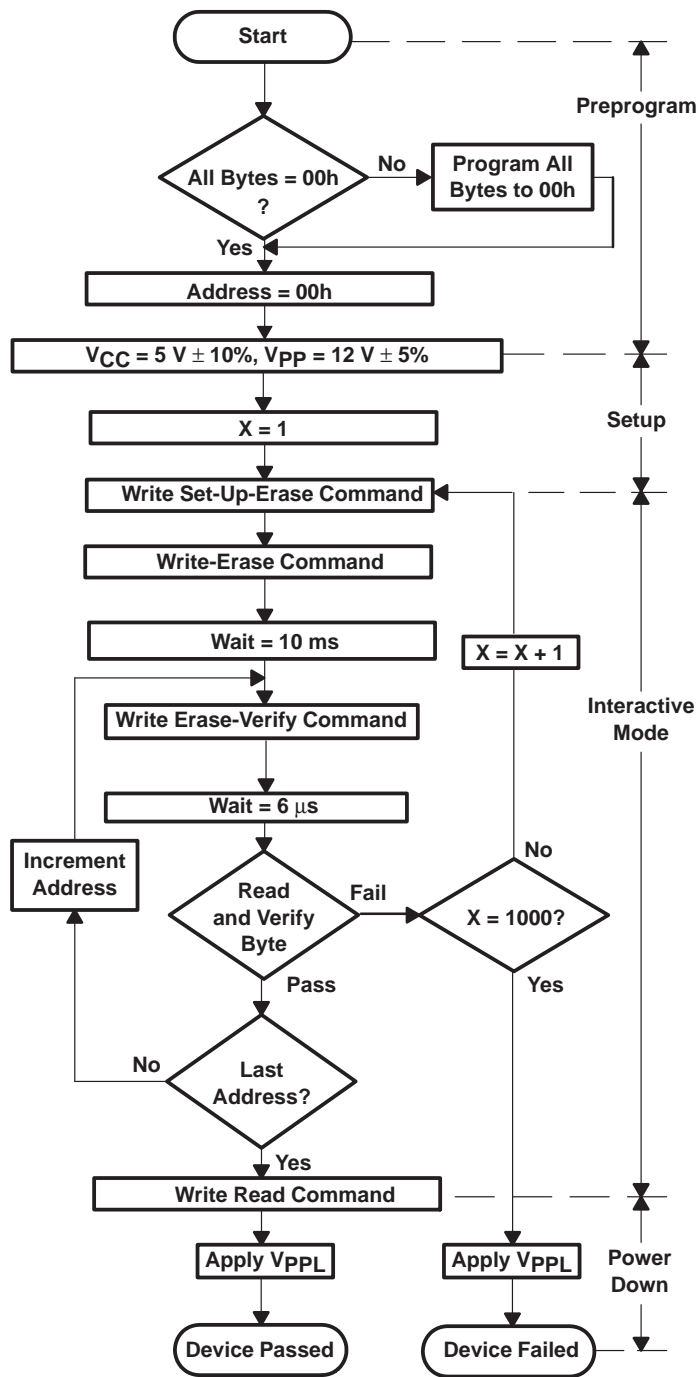 Start
Preprogram
No
Program All
Bytes to 00h
All Bytes = 00h
?
Yes
Address = 00h
VCC = 5 V ± 10%, VPP = 12 V ± 5%
X = 1
Setup
Write Set-Up-Erase Command
Write-Erase Command
Wait = 10 ms
X = X + 1
Interactive
Mode
Write Erase-Verify Command
Wait = 6 μs
Increment
Address
No
Read
and Verify
Byte
Fail
X = 1000?
Pass
Yes
No
Last
Address?
Yes
Write Read Command
Apply VPPL
Apply VPPL
Power
Down
Device Passed
Device Failed